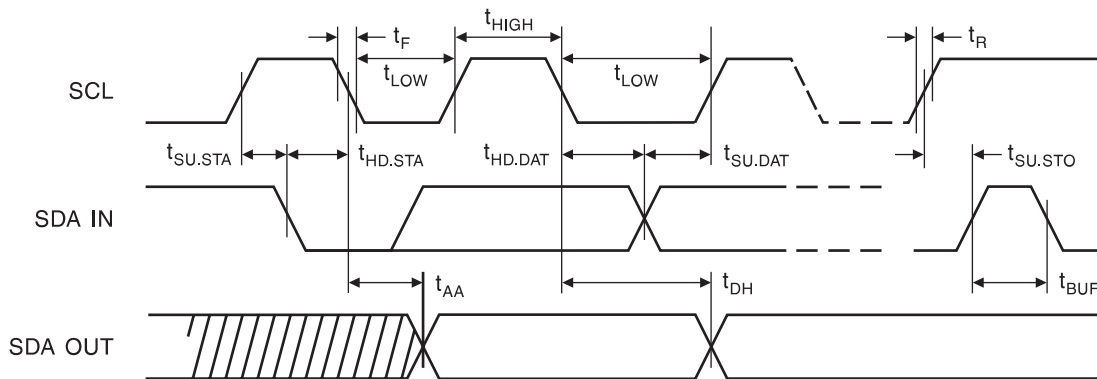 t_HIGH
t_F t_R
t_LOW t_LOW
SCL
t_SU.STA t_HD.STA t_HD.DAT t_SU.DAT t_SU.STO
SDA IN
t_AA t_DH t_BUF
SDA OUT